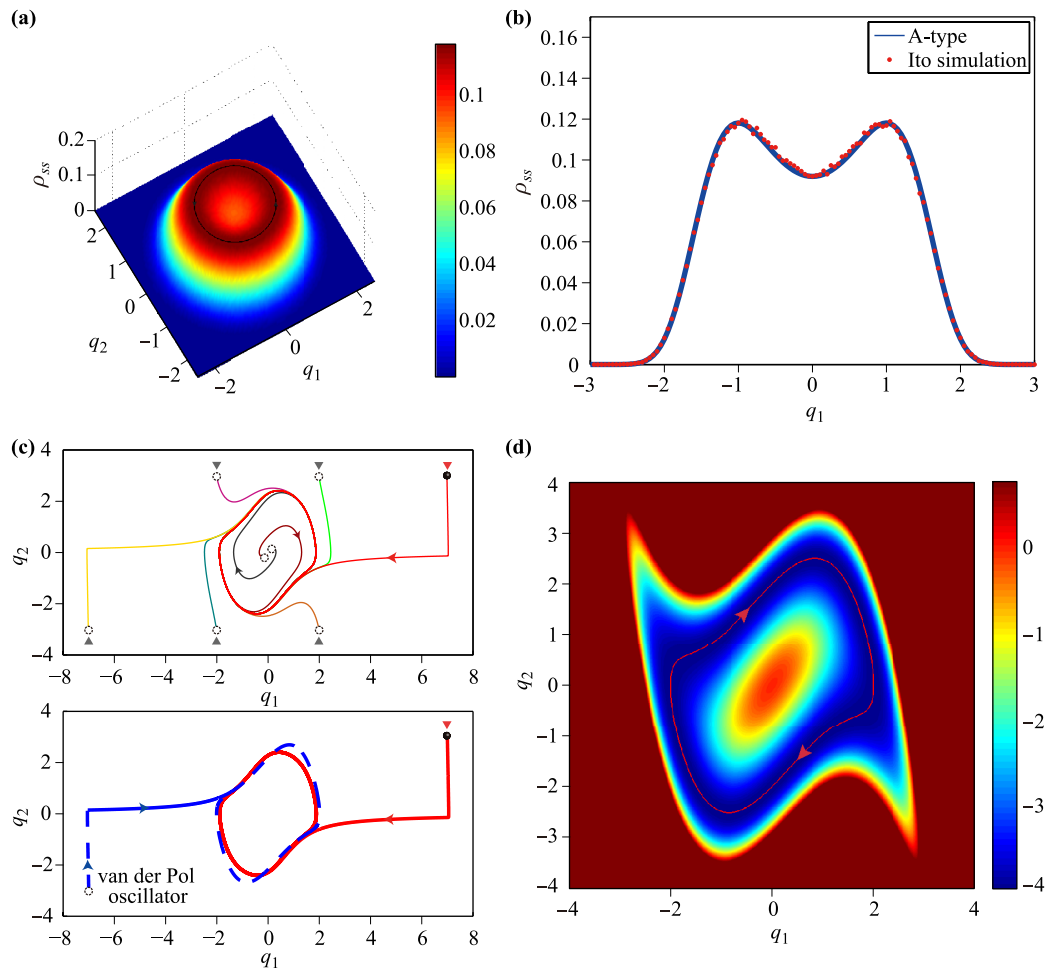 (a)
0.2
0.1
0
ρss
2
1
0
−1
−2
q2
−2
0
2
q1
0.1
0.08
0.06
0.04
0.02
(b)
0.16
0.14
0.12
0.10
0.08
0.06
0.04
0.02
0
ρss
A-type
Ito simulation
−3 −2 −1 0 1 2 3
q1
(c)
4
2
0
−2
−4
q2
−8 −6 −4 −2 0 2 4 6 8
q1
4
2
0
−2
−4
q2
van der Pol
oscillator
−8 −6 −4 −2 0 2 4 6 8
q1
(d)
4
3
2
1
0
−1
−2
−3
−4
q2
−4 −2 0 2 4
q1
0
−1
−2
−3
−4